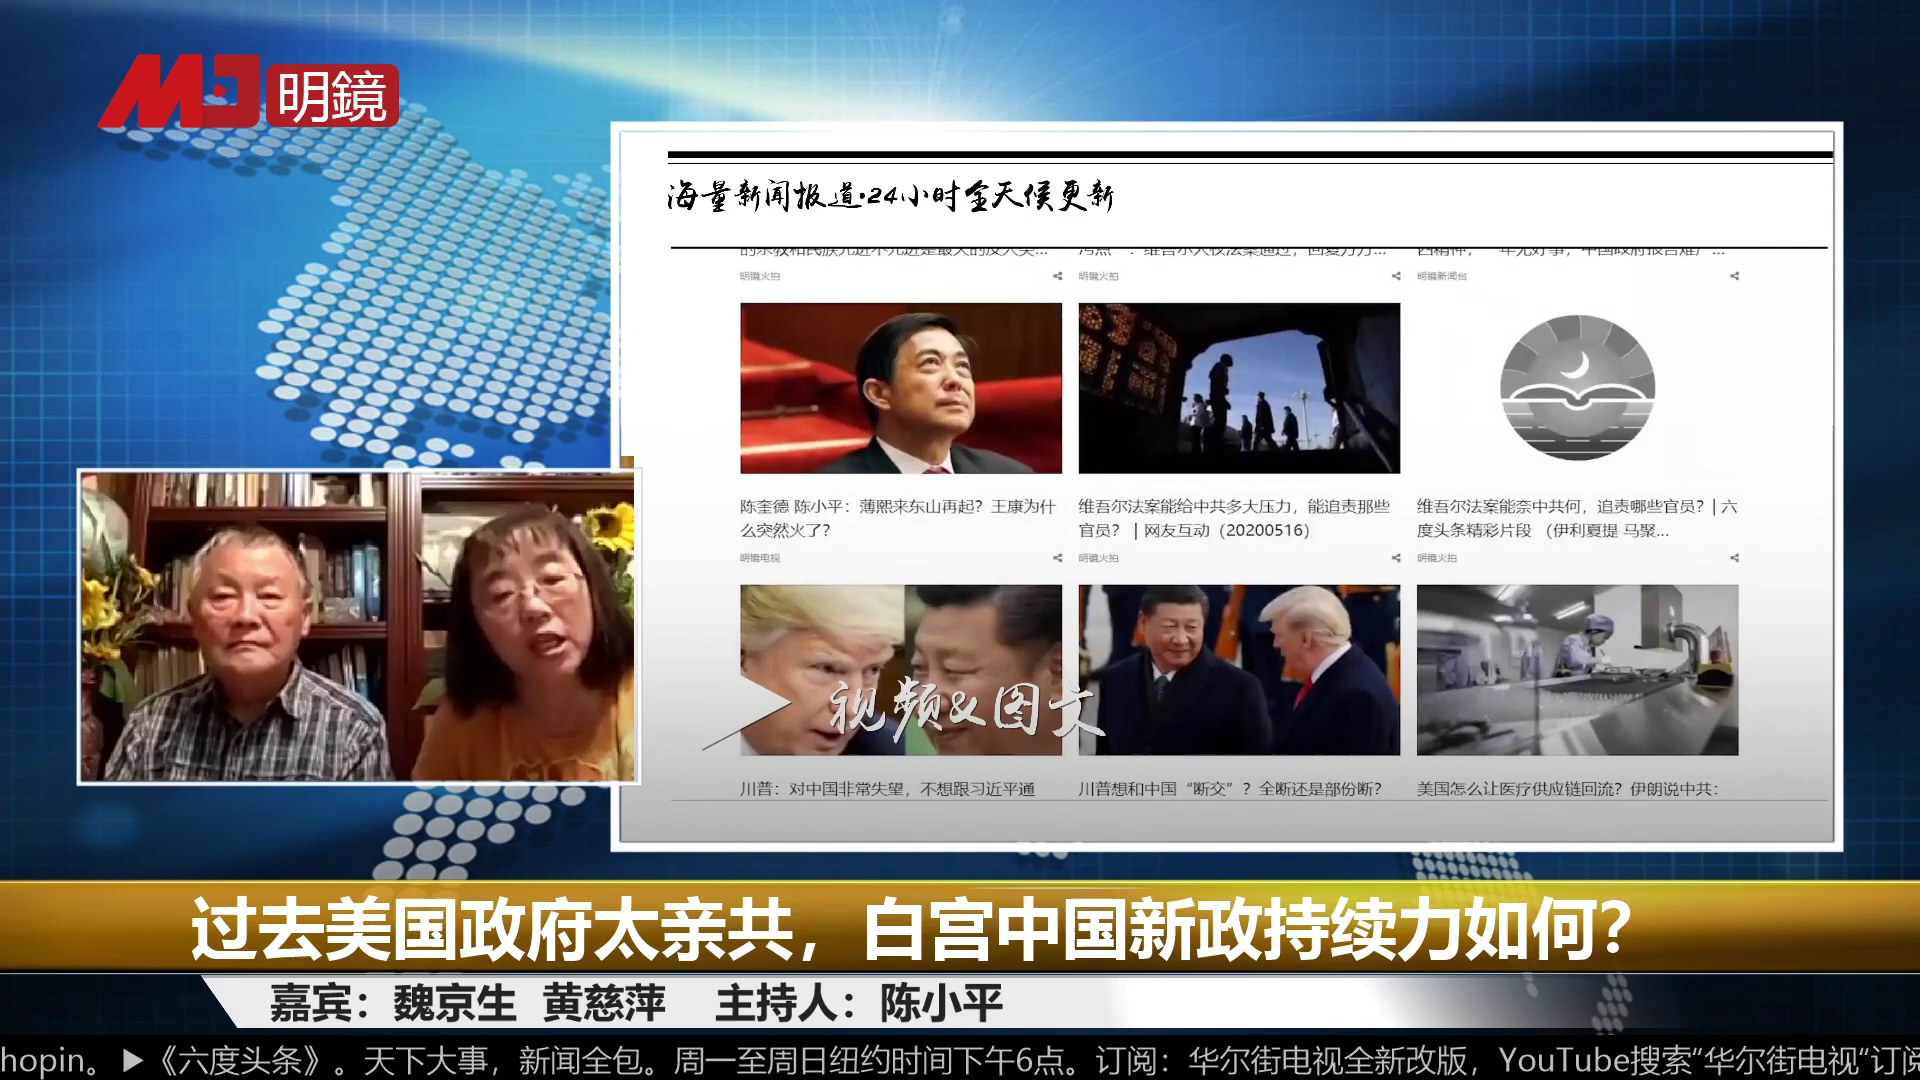 明鏡
海量新闻报道·24小时全天候更新
明镜火拍
明镜火拍
明镜新闻台
陈奎德 陈小平：薄熙来东山再起？王康为什
么突然火了？
明镜电视
维吾尔法案能给中共多大压力，能追责那些
官员？ | 网友互动（20200516）
明镜火拍
维吾尔法案能奈中共何，追责哪些官员？| 六
度头条精彩片段 （伊利夏提 马聚...
明镜火拍
视频&图文
川普：对中国非常失望，不想跟习近平通
川普想和中国“断交”？全断还是部份断？
美国怎么让医疗供应链回流？伊朗说中共：
过去美国政府太亲共，白宫中国新政持续力如何？
嘉宾：魏京生 黄慈萍 主持人：陈小平
hopin。▶《六度头条》。天下大事，新闻全包。周一至周日纽约时间下午6点。订阅：华尔街电视全新改版，YouTube搜索“华尔街电视”订阅